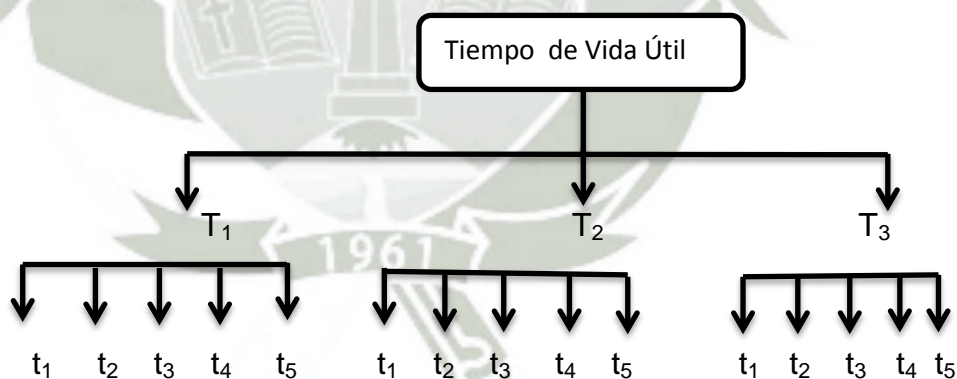 Tiempo de Vida Útil
T₁ T₂ T₃
1961
t₁ t₂ t₃ t₄ t₅ t₁ t₂ t₃ t₄ t₅ t₁ t₂ t₃ t₄ t₅